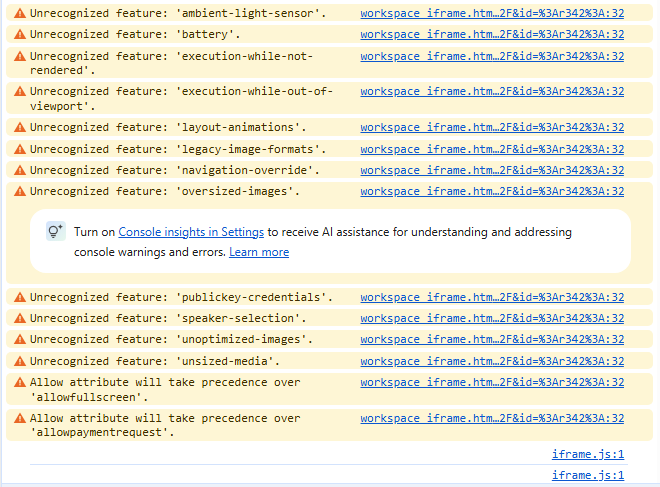 Unrecognized feature: 'ambient-light-sensor'. workspace_iframe.htm…2F&id=%3Ar342%3A:32
Unrecognized feature: 'battery'. workspace_iframe.htm…2F&id=%3Ar342%3A:32
Unrecognized feature: 'execution-while-not- workspace_iframe.htm…2F&id=%3Ar342%3A:32
rendered'.
Unrecognized feature: 'execution-while-out-of- workspace_iframe.htm…2F&id=%3Ar342%3A:32
viewport'.
Unrecognized feature: 'layout-animations'. workspace_iframe.htm…2F&id=%3Ar342%3A:32
Unrecognized feature: 'legacy-image-formats'. workspace_iframe.htm…2F&id=%3Ar342%3A:32
Unrecognized feature: 'navigation-override'. workspace_iframe.htm…2F&id=%3Ar342%3A:32
Unrecognized feature: 'oversized-images'. workspace_iframe.htm…2F&id=%3Ar342%3A:32
Turn on Console insights in Settings to receive AI assistance for understanding and addressing
console warnings and errors. Learn more
Unrecognized feature: 'publickey-credentials'. workspace_iframe.htm…2F&id=%3Ar342%3A:32
Unrecognized feature: 'speaker-selection'. workspace_iframe.htm…2F&id=%3Ar342%3A:32
Unrecognized feature: 'unoptimized-images'. workspace_iframe.htm…2F&id=%3Ar342%3A:32
Unrecognized feature: 'unsized-media'. workspace_iframe.htm…2F&id=%3Ar342%3A:32
Allow attribute will take precedence over workspace_iframe.htm…2F&id=%3Ar342%3A:32
'allowfullscreen'.
Allow attribute will take precedence over workspace_iframe.htm…2F&id=%3Ar342%3A:32
'allowpaymentrequest'.
iframe.js:1
iframe.js:1